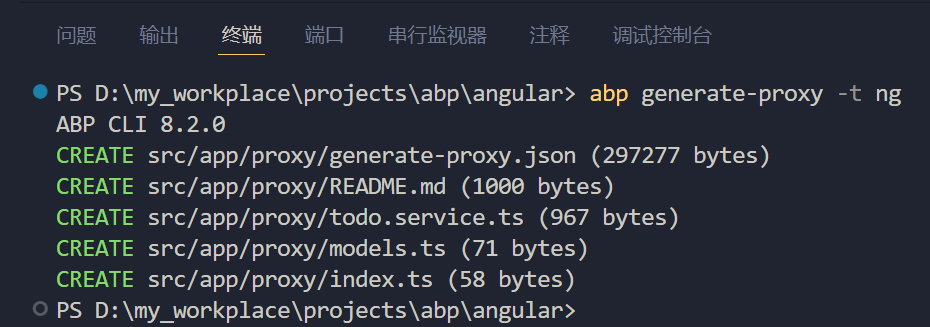 问题 输出 终端 端口 串行监视器 注释 调试控制台
PS D:\my_workplace\projects\abp\angular> abp generate-proxy -t ng
ABP CLI 8.2.0
CREATE src/app/proxy/generate-proxy.json (297277 bytes)
CREATE src/app/proxy/README.md (1000 bytes)
CREATE src/app/proxy/todo.service.ts (967 bytes)
CREATE src/app/proxy/models.ts (71 bytes)
CREATE src/app/proxy/index.ts (58 bytes)
PS D:\my_workplace\projects\abp\angular>